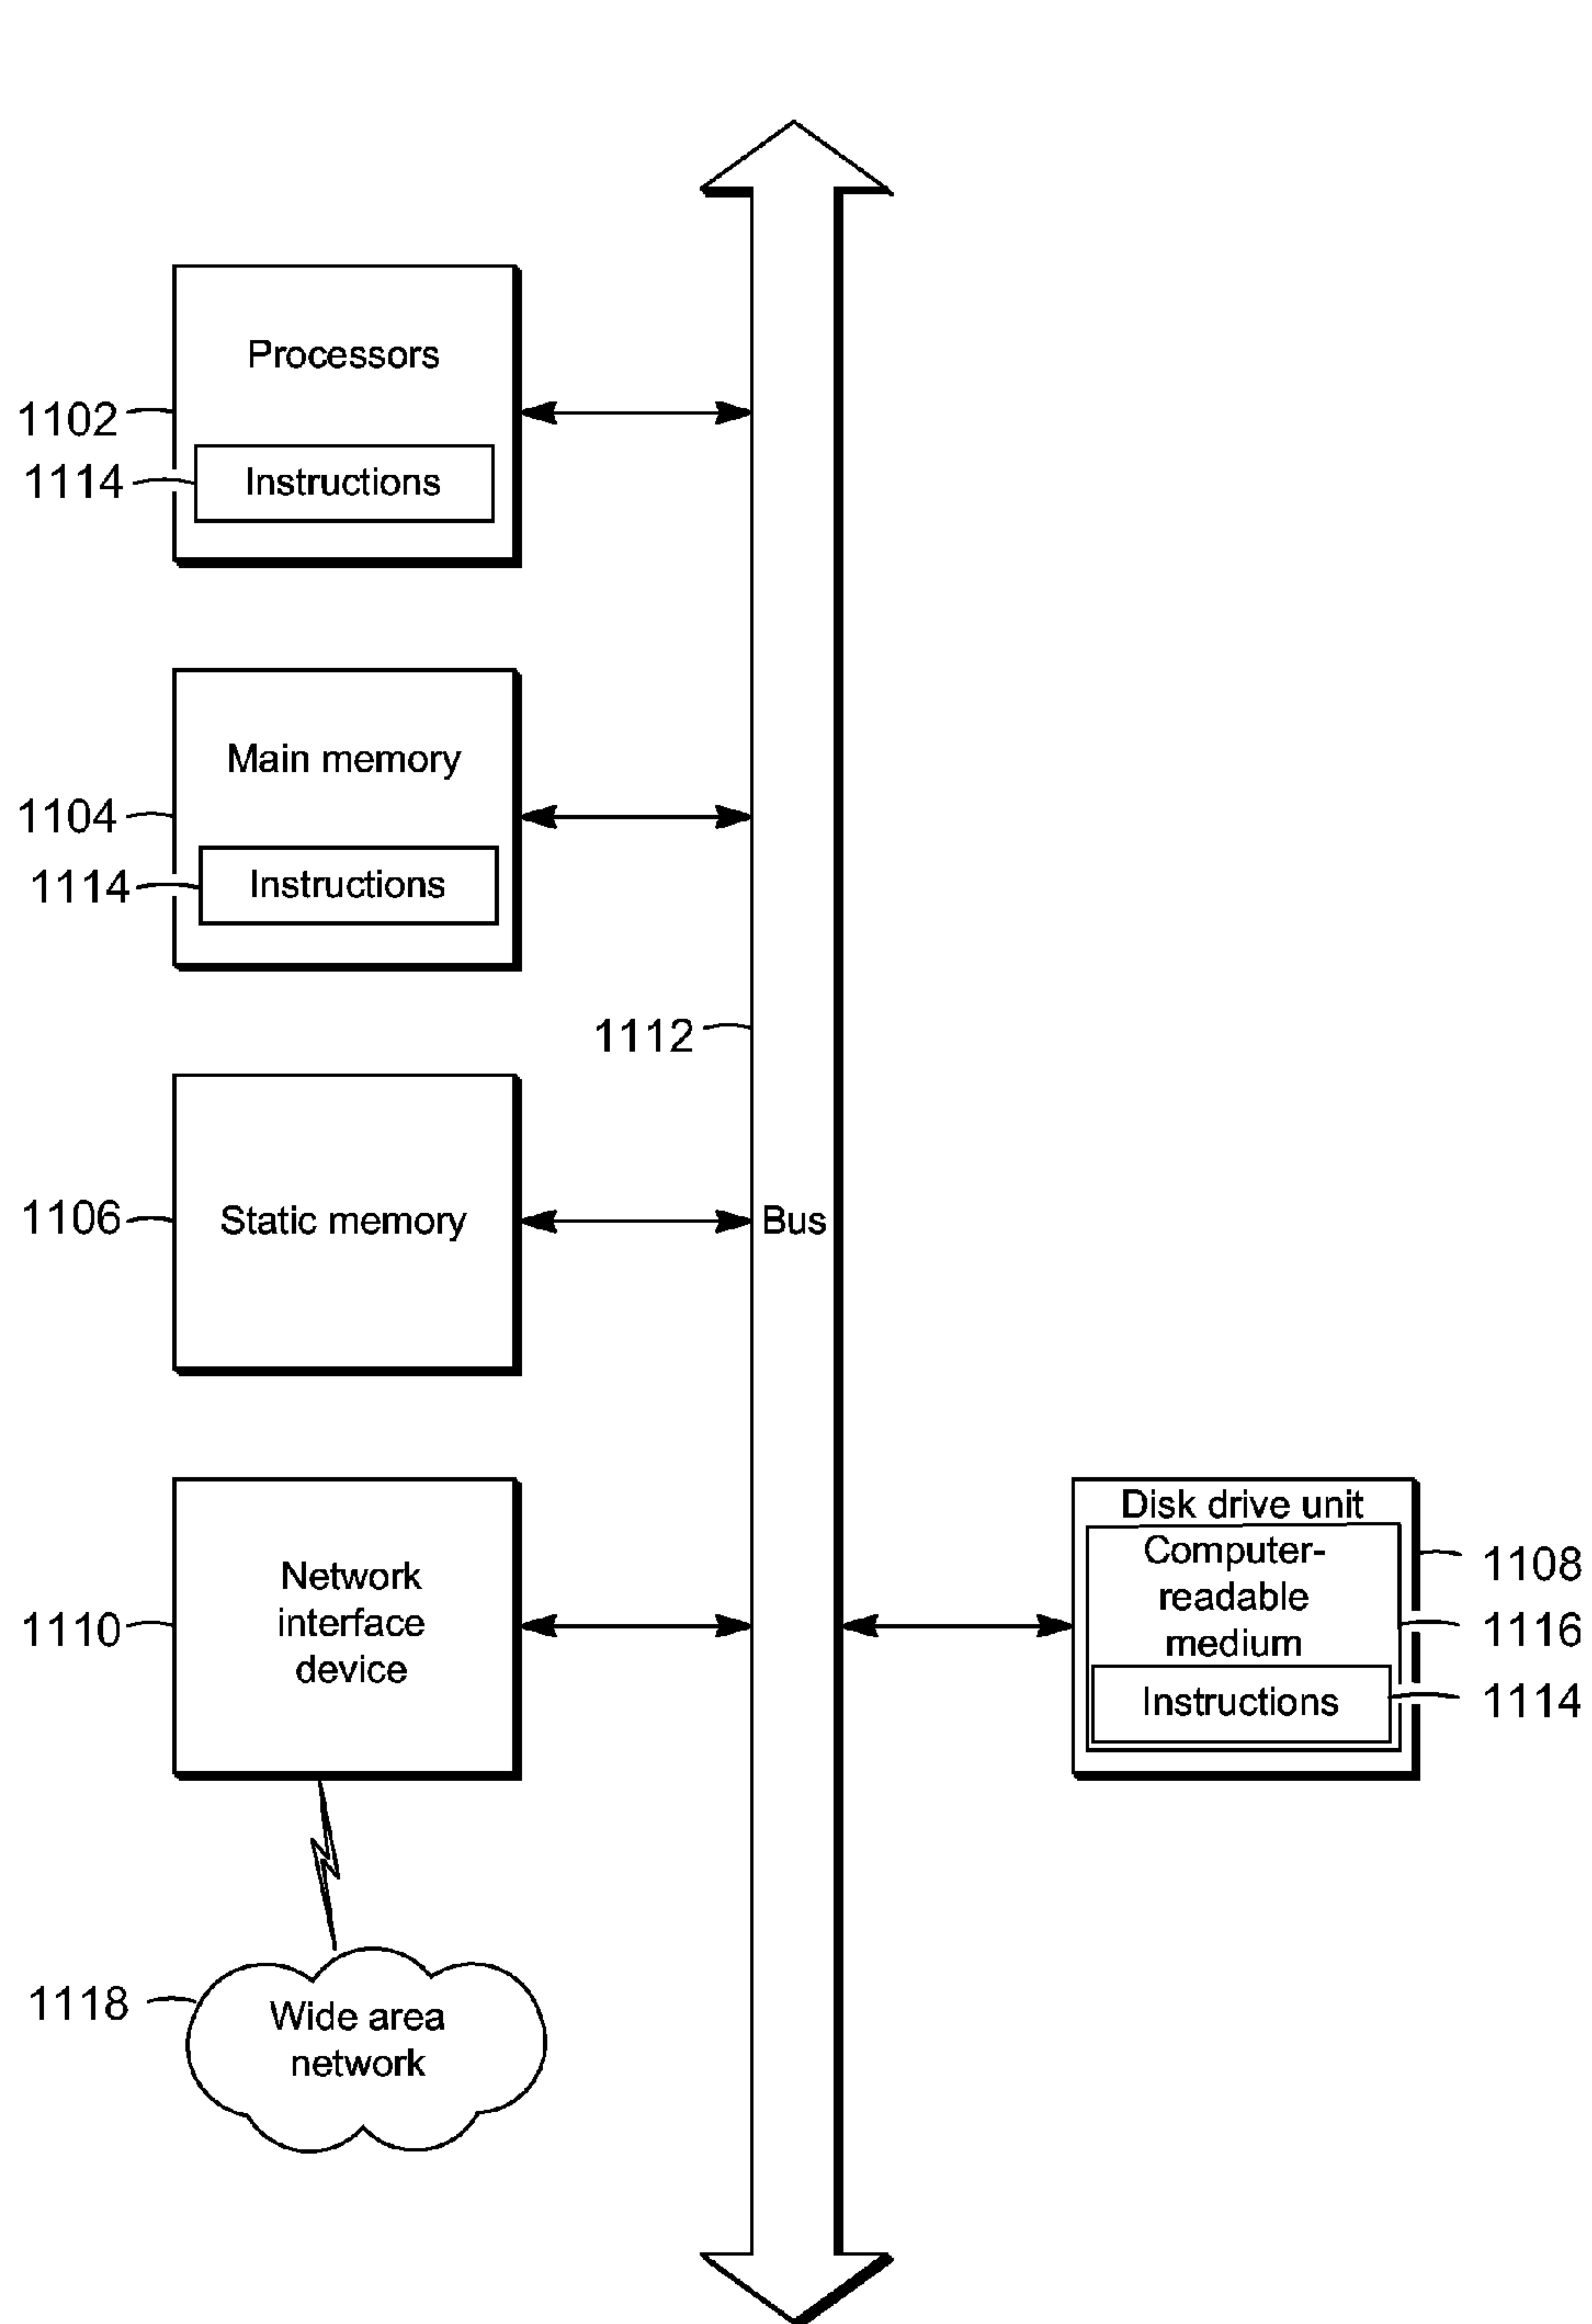 Processors
1102
1114
Instructions
Main memory
1104
1114
Instructions
1112
1106
Static memory
Bus
Network
interface
device
1110
Disk drive unit
Computer-
readable
medium
Instructions
1108
1116
1114
1118
Wide area
network